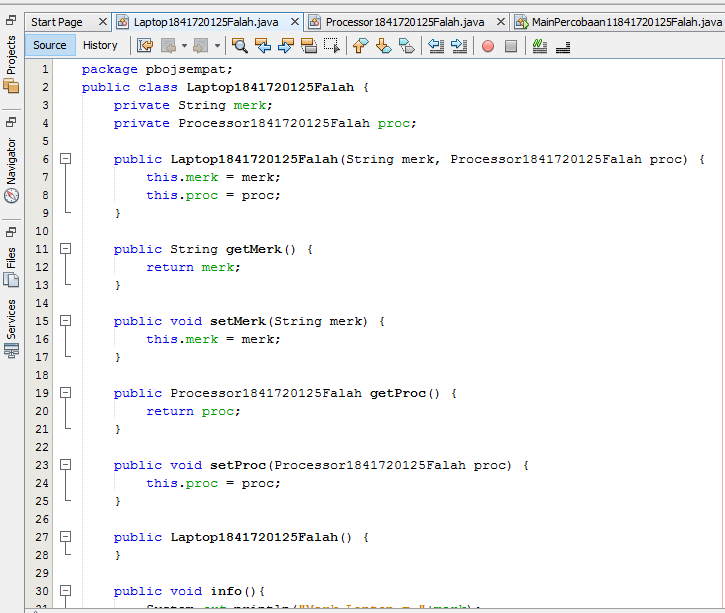 Start Page
Laptop1841720125Falah.java
Processor1841720125Falah.java
MainPercobaan11841720125Falah.java
Source
History
Projects
Navigator
Files
Services
1 package pbojsempat;
2 public class Laptop1841720125Falah {
3 private String merk;
4 private Processor1841720125Falah proc;
5
6 public Laptop1841720125Falah(String merk, Processor1841720125Falah proc) {
7 this.merk = merk;
8 this.proc = proc;
9 }
10
11 public String getMerk() {
12 return merk;
13 }
14
15 public void setMerk(String merk) {
16 this.merk = merk;
17 }
18
19 public Processor1841720125Falah getProc() {
20 return proc;
21 }
22
23 public void setProc(Processor1841720125Falah proc) {
24 this.proc = proc;
25 }
26
27 public Laptop1841720125Falah() {
28 }
29
30 public void info(){